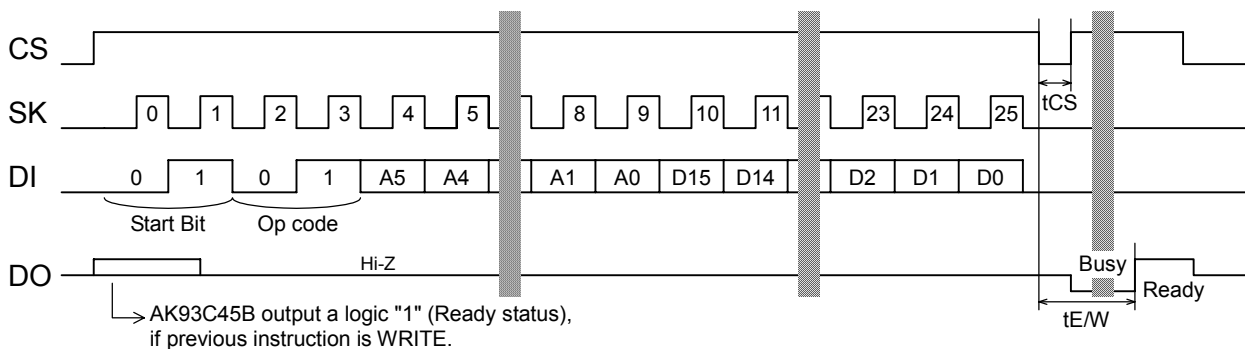 CS
tCS
SK 0 1 2 3 4 5 8 9 10 11 23 24 25
DI 0 1 0 1 A5 A4 A1 A0 D15 D14 D2 D1 D0
Start Bit Op code
DO Hi-Z Busy Ready
tE/W
AK93C45B output a logic "1" (Ready status),
if previous instruction is WRITE.